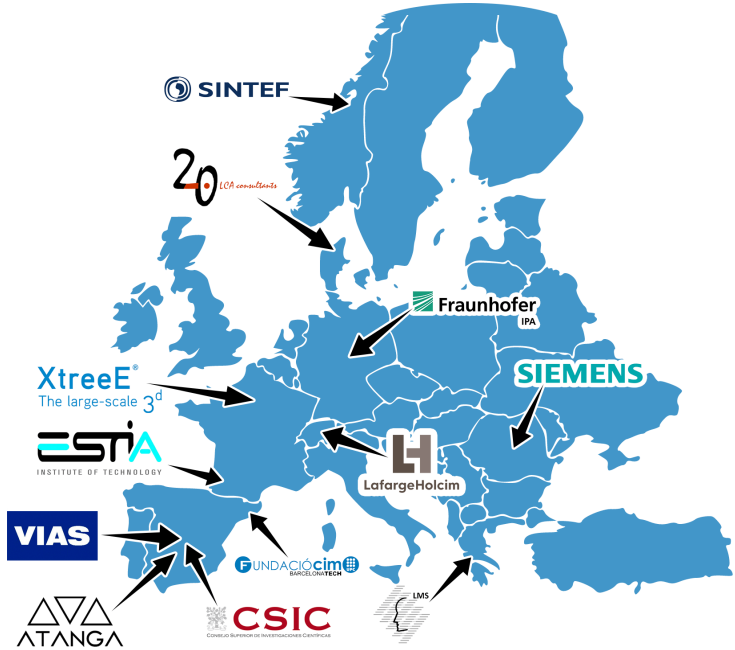 SINTEF
2.0 LCA consultants
Fraunhofer
IPA
XtreeE®
The large-scale 3d
SIEMENS
ESTIA
INSTITUTE OF TECHNOLOGY
LH
LafargeHolcim
VIAS
FUNDACIÓCIM
BARCELONATECH
LMS
ATANGA
CSIC
CONSEJO SUPERIOR DE INVESTIGACIONES CIENTÍFICAS